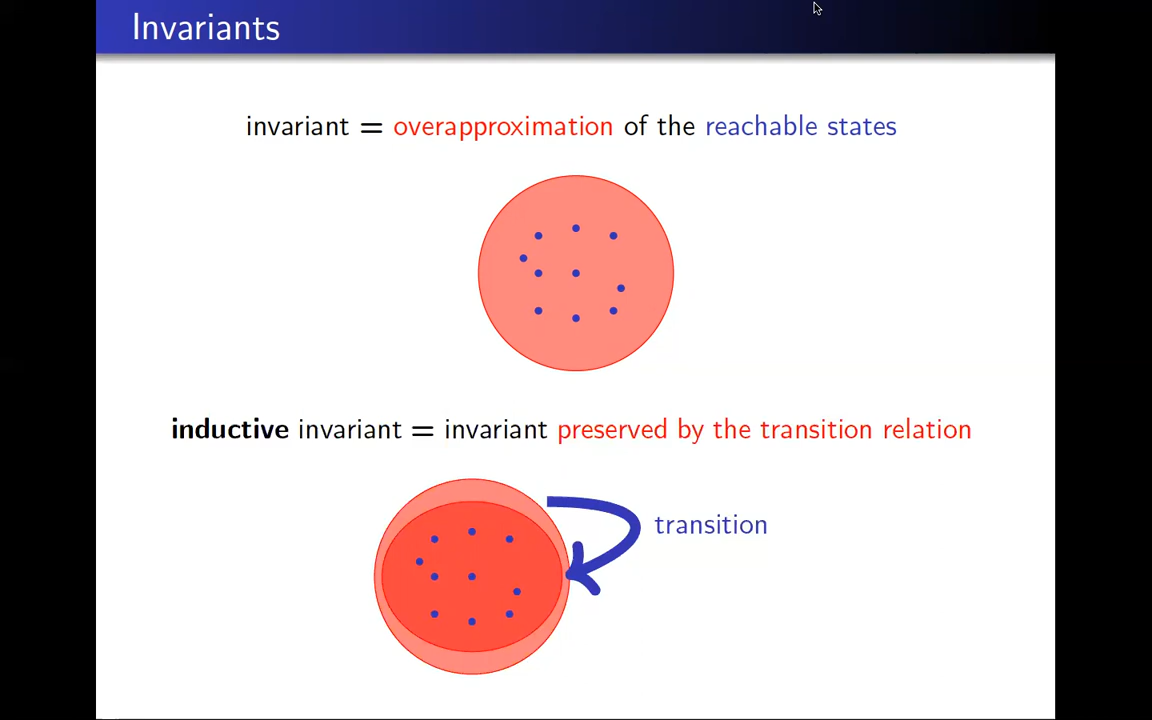 Invariants
invariant = overapproximation of the reachable states
inductive invariant = invariant preserved by the transition relation
transition